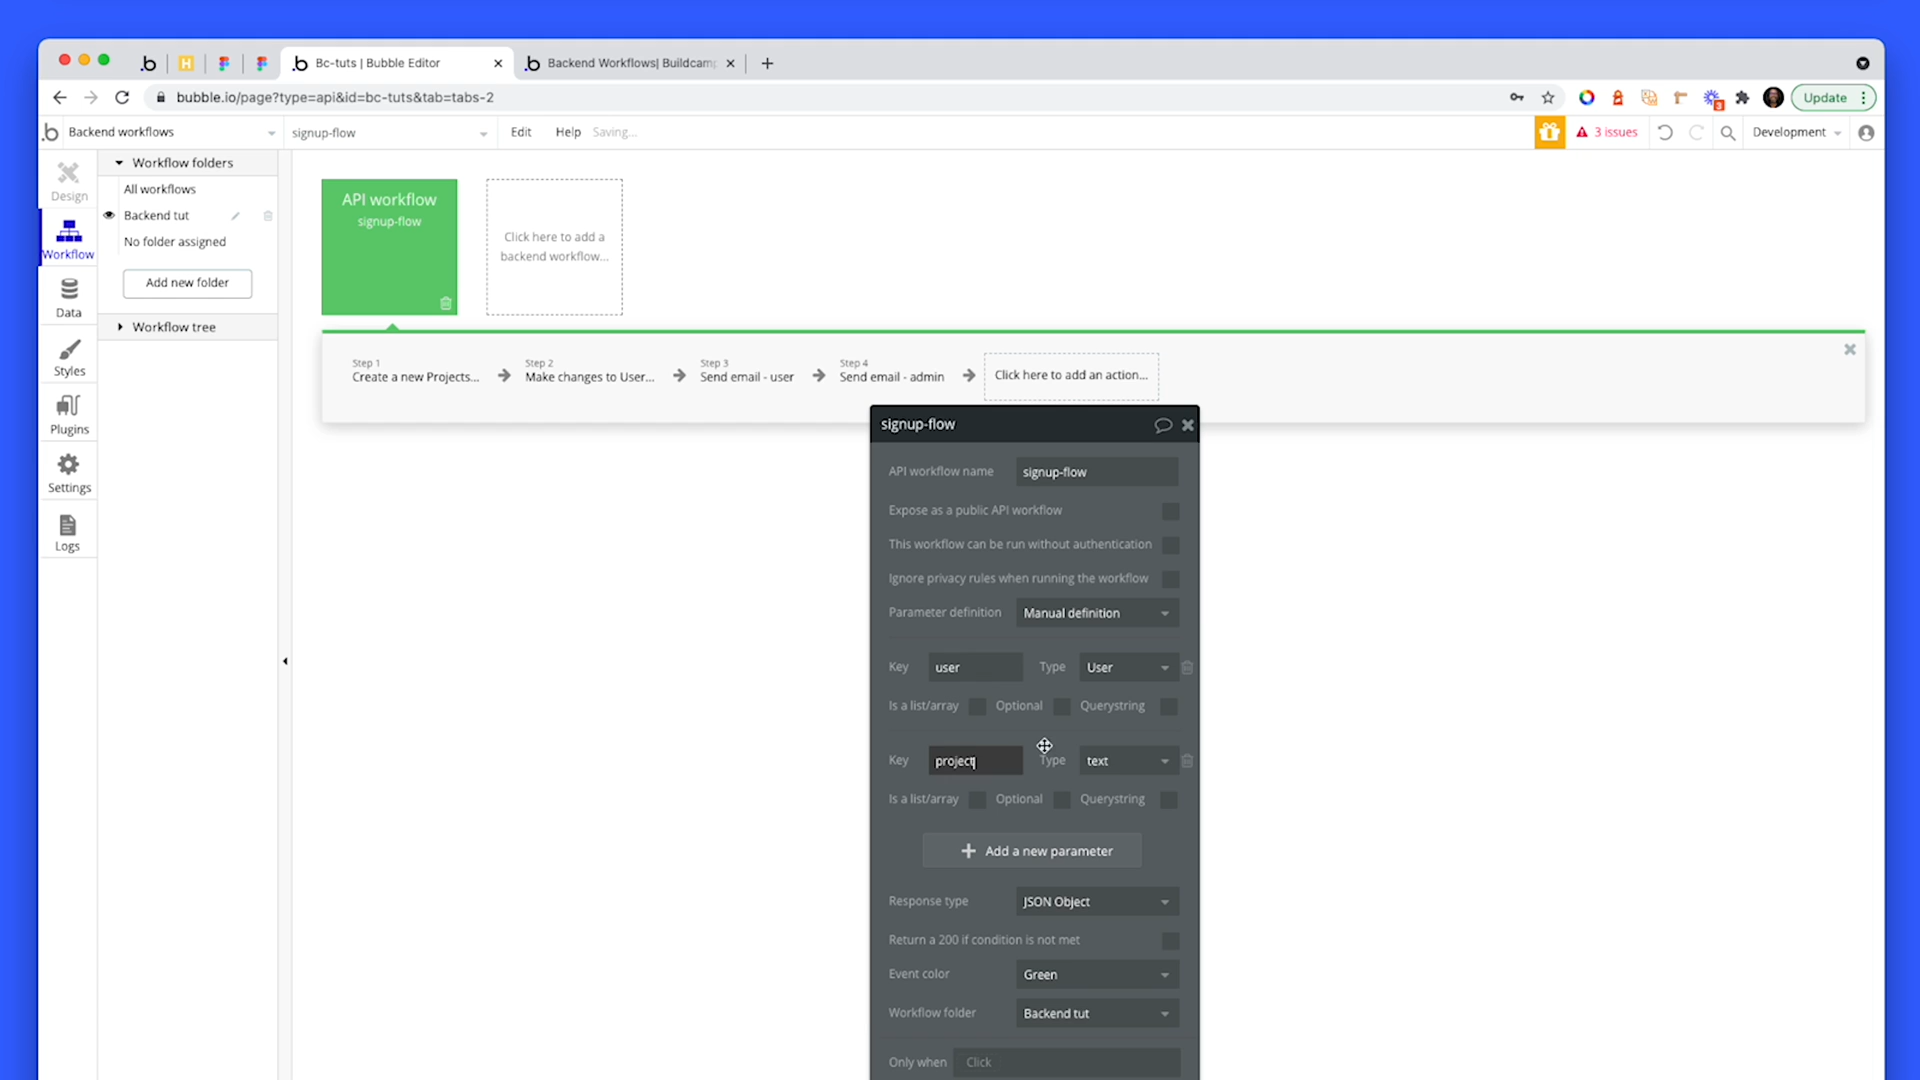 Bc-tuts | Bubble Editor
Backend Workflows| Buildcamp
bubble.io/page?type=api&id=bc-tuts&tab=tabs-2
3
Update
Backend workflows
signup-flow
Edit
Help
Saving...
3 issues
Development
Design
Workflow
Data
Styles
Plugins
Settings
Logs
Workflow folders
All workflows
Backend tut
No folder assigned
Add new folder
Workflow tree
API workflow
signup-flow
Click here to add a
backend workflow...
Step 1
Create a new Projects...
Step 2
Make changes to User...
Step 3
Send email - user
Step 4
Send email - admin
Click here to add an action...
signup-flow
API workflow name signup-flow
Expose as a public API workflow
This workflow can be run without authentication
Ignore privacy rules when running the workflow
Parameter definition Manual definition
Key user Type User
Is a list/array Optional Querystring
Key project Type text
Is a list/array Optional Querystring
Add a new parameter
Response type JSON Object
Return a 200 if condition is not met
Event color Green
Workflow folder Backend tut
Only when Click